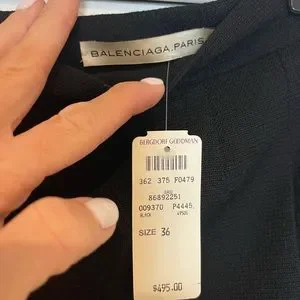 BALENCIAGA.PARIS
BERGDORF GOODMAN
362 375 F0479
86892251
009370 P4445
BLACK
SIZE 36
$495.00